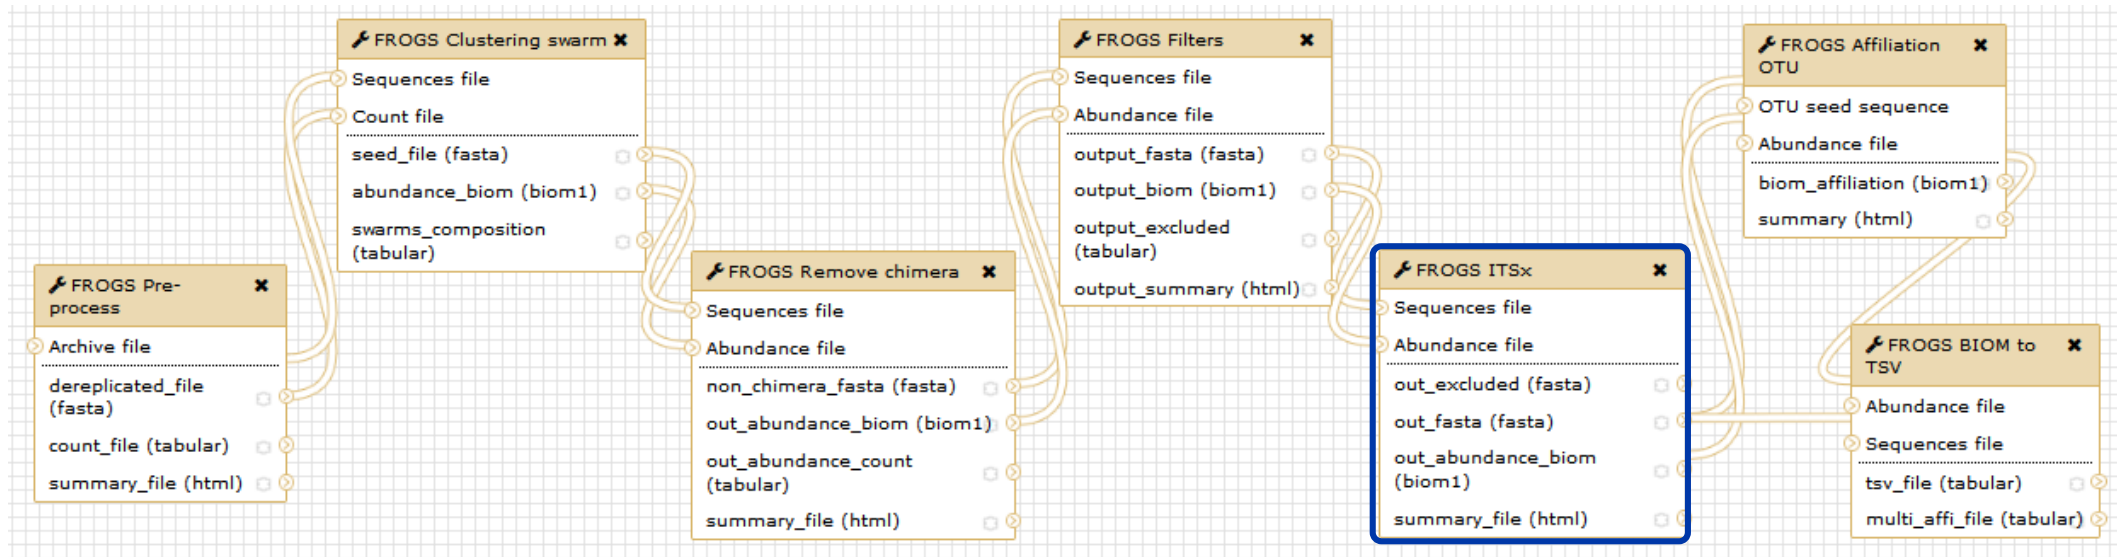 FROGS Pre-
process
Archive file
dereplicated_file
(fasta)
count_file (tabular)
summary_file (html)
FROGS Clustering swarm
Sequences file
Count file
seed_file (fasta)
abundance_biom (biom1)
swarms_composition
(tabular)
FROGS Remove chimera
Sequences file
Abundance file
non_chimera_fasta (fasta)
out_abundance_biom (biom1)
out_abundance_count
(tabular)
summary_file (html)
FROGS Filters
Sequences file
Abundance file
output_fasta (fasta)
output_biom (biom1)
output_excluded
(tabular)
output_summary (html)
FROGS ITSx
Sequences file
Abundance file
out_excluded (fasta)
out_fasta (fasta)
out_abundance_biom
(biom1)
summary_file (html)
FROGS Affiliation
OTU
OTU seed sequence
Abundance file
biom_affiliation (biom1)
summary (html)
FROGS BIOM to
TSV
Abundance file
Sequences file
tsv_file (tabular)
multi_affi_file (tabular)